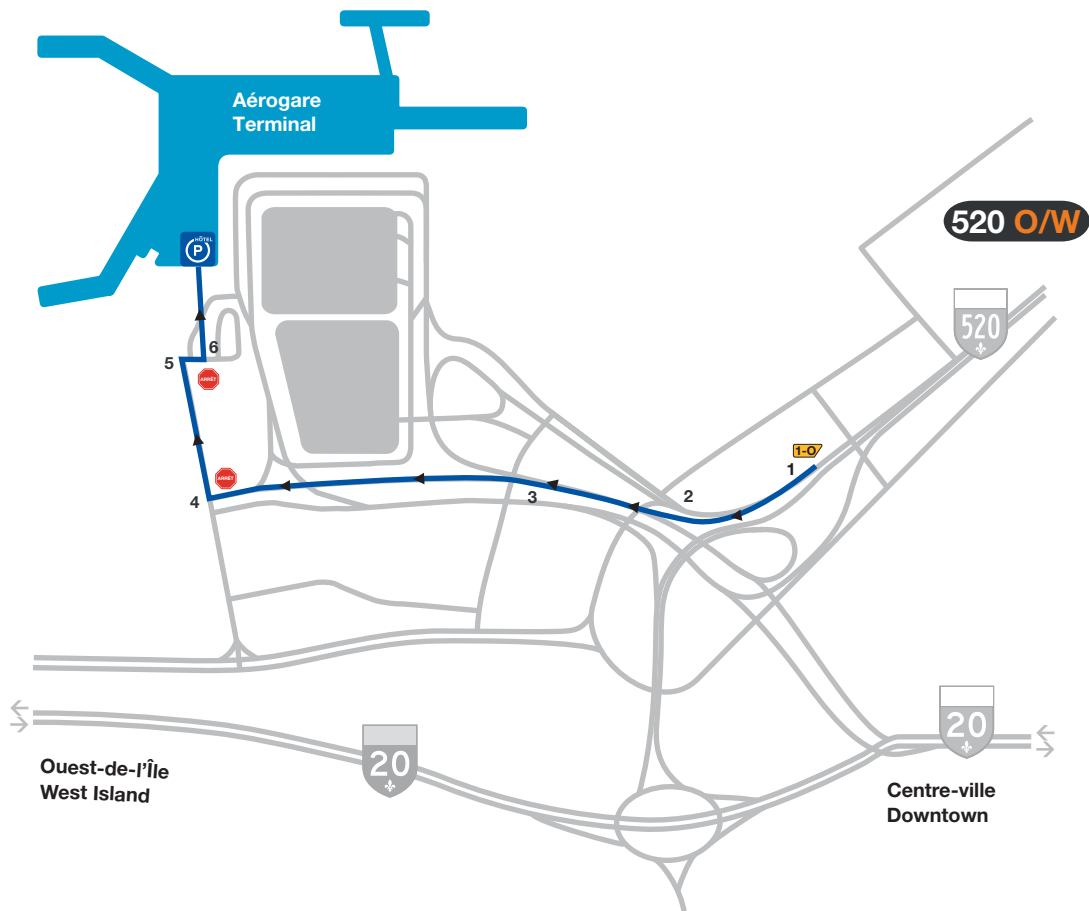 Aérogare
Terminal
520 O/W
HÔTEL
P
520
6
5
ARRÊT
1-O
1
ARRÊT
2
3
4
20
20
Ouest-de-l'Île
West Island
Centre-ville
Downtown